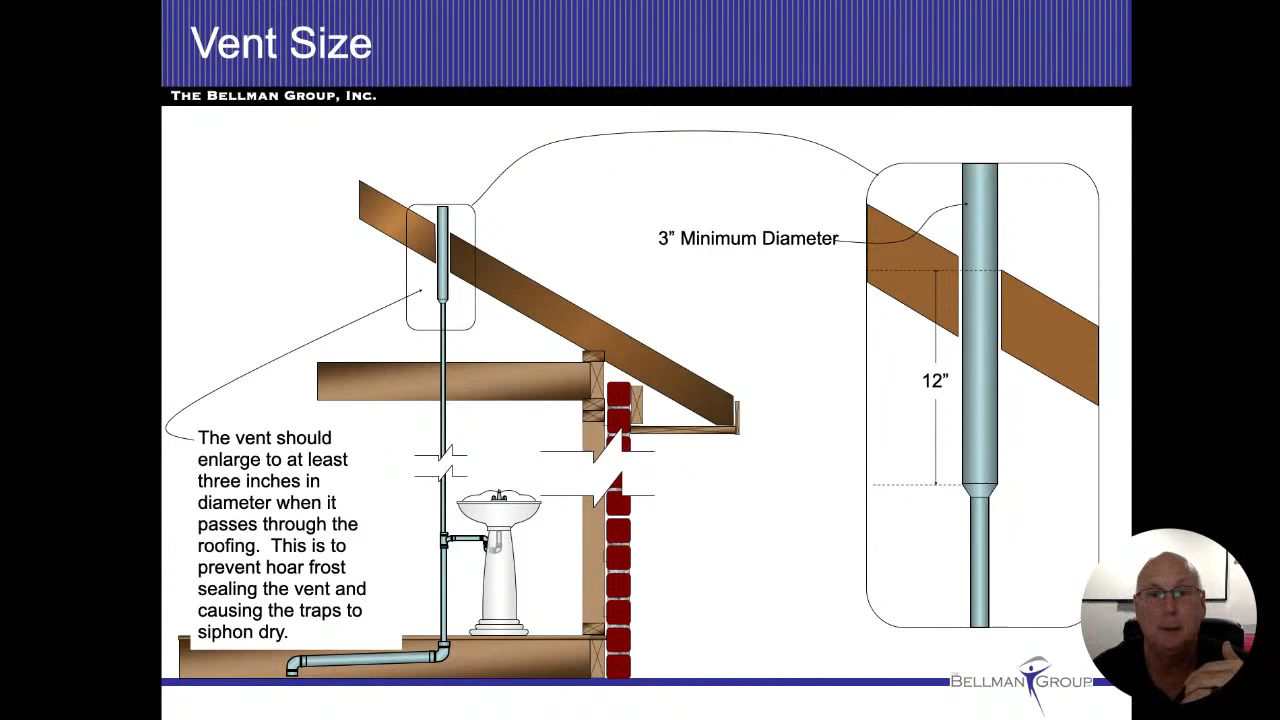 Vent Size
THE BELLMAN GROUP, INC.
3” Minimum Diameter
12”
The vent should
enlarge to at least
three inches in
diameter when it
passes through the
roofing. This is to
prevent hoar frost
sealing the vent and
causing the traps to
siphon dry.
THE BELLMAN GROUP